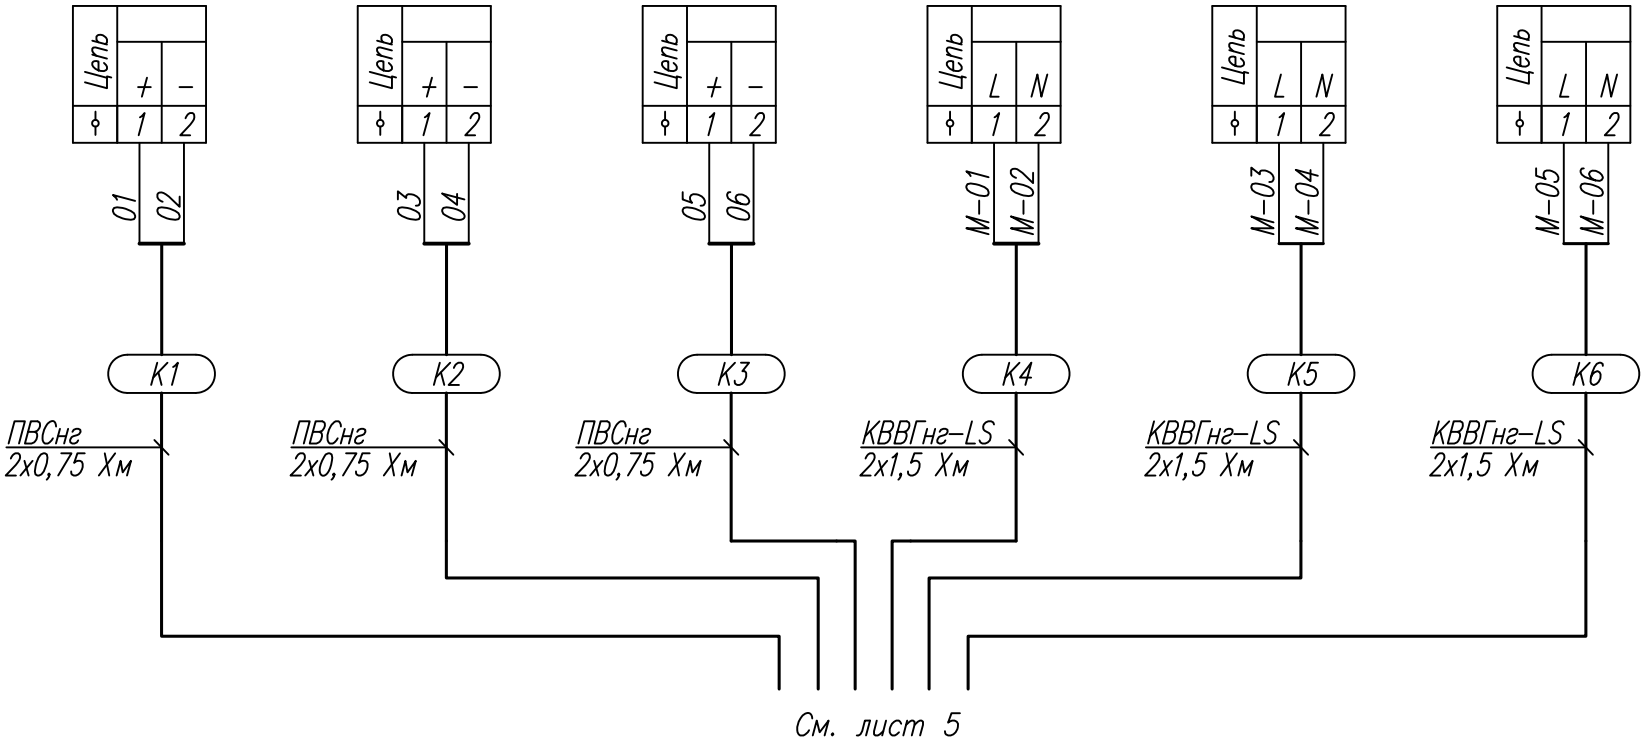 Цепь + −
1 2
Цепь + −
1 2
Цепь + −
1 2
Цепь L N
1 2
Цепь L N
1 2
Цепь L N
1 2
01 02
03 04
05 06
М-01 М-02
М-03 М-04
М-05 М-06
К1
К2
К3
К4
К5
К6
ПВСнг
2х0,75 Хм
ПВСнг
2х0,75 Хм
ПВСнг
2х0,75 Хм
КВВГнг-LS
2х1,5 Хм
КВВГнг-LS
2х1,5 Хм
КВВГнг-LS
2х1,5 Хм
См. лист 5